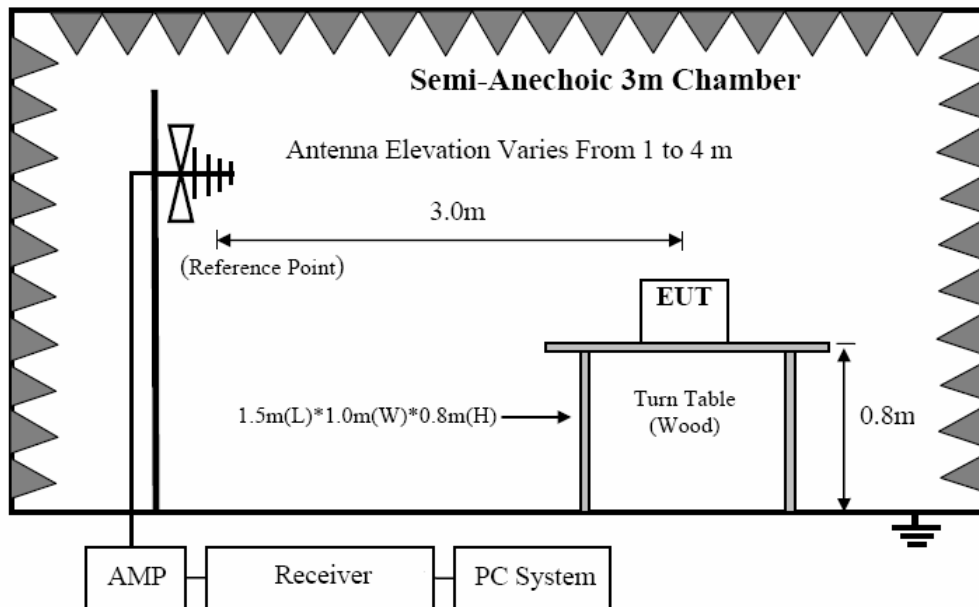 Semi-Anechoic 3m Chamber
Antenna Elevation Varies From 1 to 4 m
3.0m
(Reference Point)
EUT
1.5m(L)*1.0m(W)*0.8m(H)
Turn Table
(Wood)
0.8m
AMP
Receiver
PC System